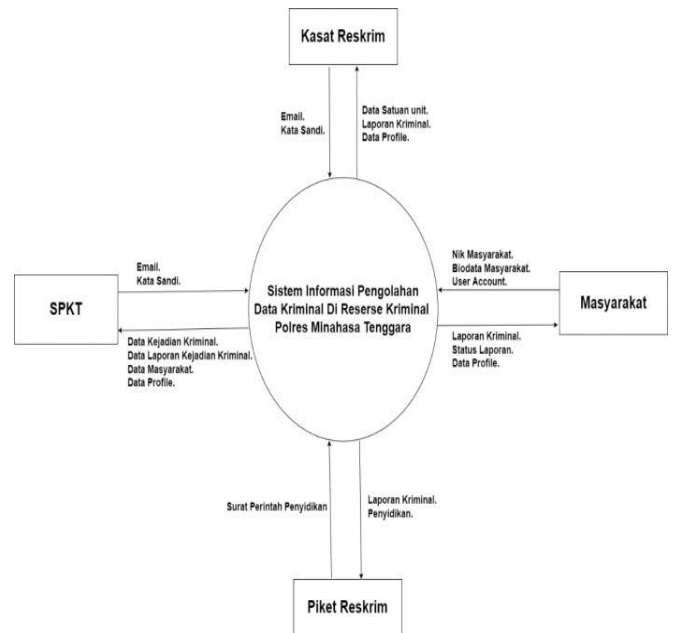 Kasat Reskrim
Email.
Kata Sandi.
Data Satuan unit.
Laporan Kriminal.
Data Profile.
Nik Masyarakat.
Biodata Masyarakat.
User Account.
Email.
Kata Sandi.
SPKT
Sistem Informasi Pengolahan
Data Kriminal Di Reserse Kriminal
Polres Minahasa Tenggara
Masyarakat
Data Kejadian Kriminal.
Data Laporan Kejadian Kriminal.
Data Masyarakat.
Data Profile.
Laporan Kriminal.
Status Laporan.
Data Profile.
Surat Perintah Penyidikan
Laporan Kriminal.
Penyidikan.
Piket Reskrim